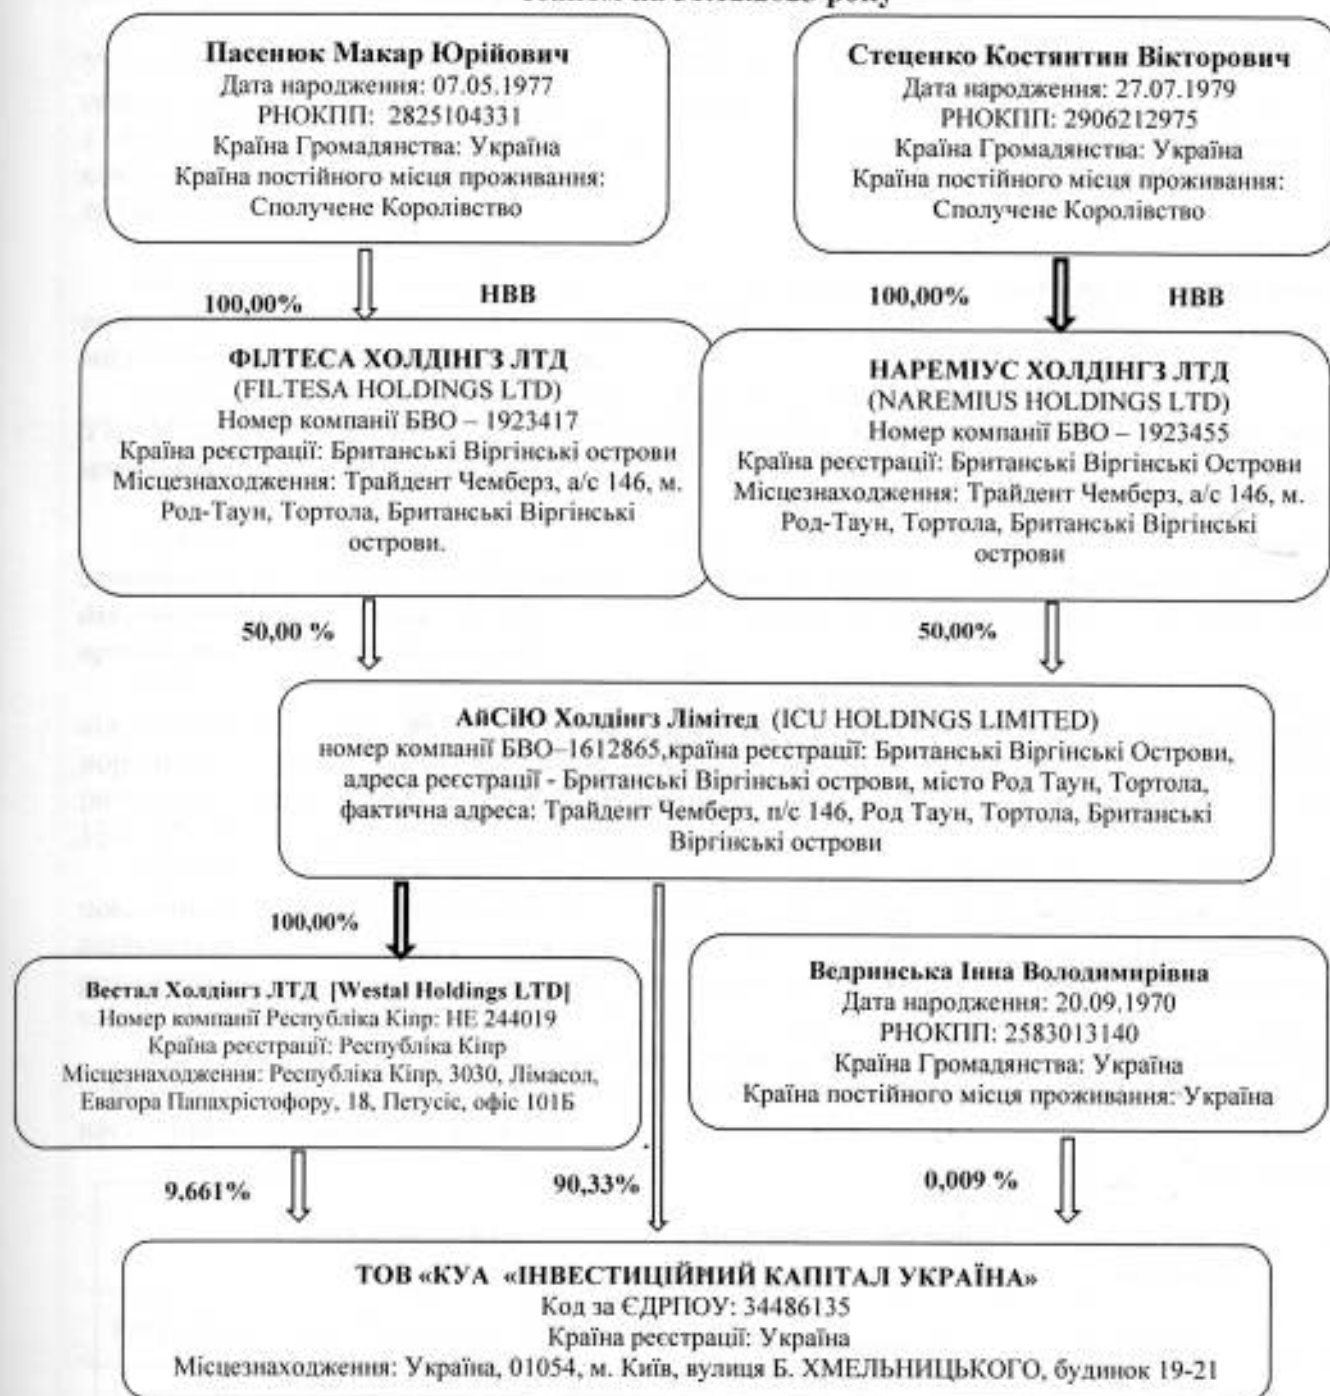 Пасенюк Макар Юрійович
Дата народження: 07.05.1977
РНОКПП: 2825104331
Країна Громадянства: Україна
Країна постійного місця проживання:
Сполучене Королівство
Стеценко Костянтин Вікторович
Дата народження: 27.07.1979
РНОКПП: 2906212975
Країна Громадянства: Україна
Країна постійного місця проживання:
Сполучене Королівство
100,00%
НВВ
100,00%
НВВ
ФІЛТЕСА ХОЛДІНГЗ ЛТД
(FILTESA HOLDINGS LTD)
Номер компанії БВО – 1923417
Країна реєстрації: Британські Віргінські острови
Місцезнаходження: Трайдент Чемберз, а/с 146, м.
Род-Таун, Тортола, Британські Віргінські
острови.
НАРЕМІУС ХОЛДІНГЗ ЛТД
(NAREMIUS HOLDINGS LTD)
Номер компанії БВО – 1923455
Країна реєстрації: Британські Віргінські Острови
Місцезнаходження: Трайдент Чемберз, а/с 146, м.
Род-Таун, Тортола, Британські Віргінські
острови
50,00 %
50,00%
АйСіЮ Холдінгз Лімітед (ICU HOLDINGS LIMITED)
номер компанії БВО–1612865,країна реєстрації: Британські Віргінські Острови,
адреса реєстрації - Британські Віргінські острови, місто Род Таун, Тортола,
фактична адреса: Трайдент Чемберз, п/с 146, Род Таун, Тортола, Британські
Віргінські острови
100,00%
Вестал Холдінгз ЛТД [Westal Holdings LTD]
Номер компанії Республіка Кіпр: НЕ 244019
Країна реєстрації: Республіка Кіпр
Місцезнаходження: Республіка Кіпр, 3030, Лімасол,
Евагора Папахрістофору, 18, Петусіс, офіс 101Б
Ведринська Інна Володимирівна
Дата народження: 20.09.1970
РНОКПП: 2583013140
Країна Громадянства: Україна
Країна постійного місця проживання: Україна
9,661%
90,33%
0,009 %
ТОВ «КУА «ІНВЕСТИЦІЙНИЙ КАПІТАЛ УКРАЇНА»
Код за ЄДРПОУ: 34486135
Країна реєстрації: Україна
Місцезнаходження: Україна, 01054, м. Київ, вулиця Б. ХМЕЛЬНИЦЬКОГО, будинок 19-21